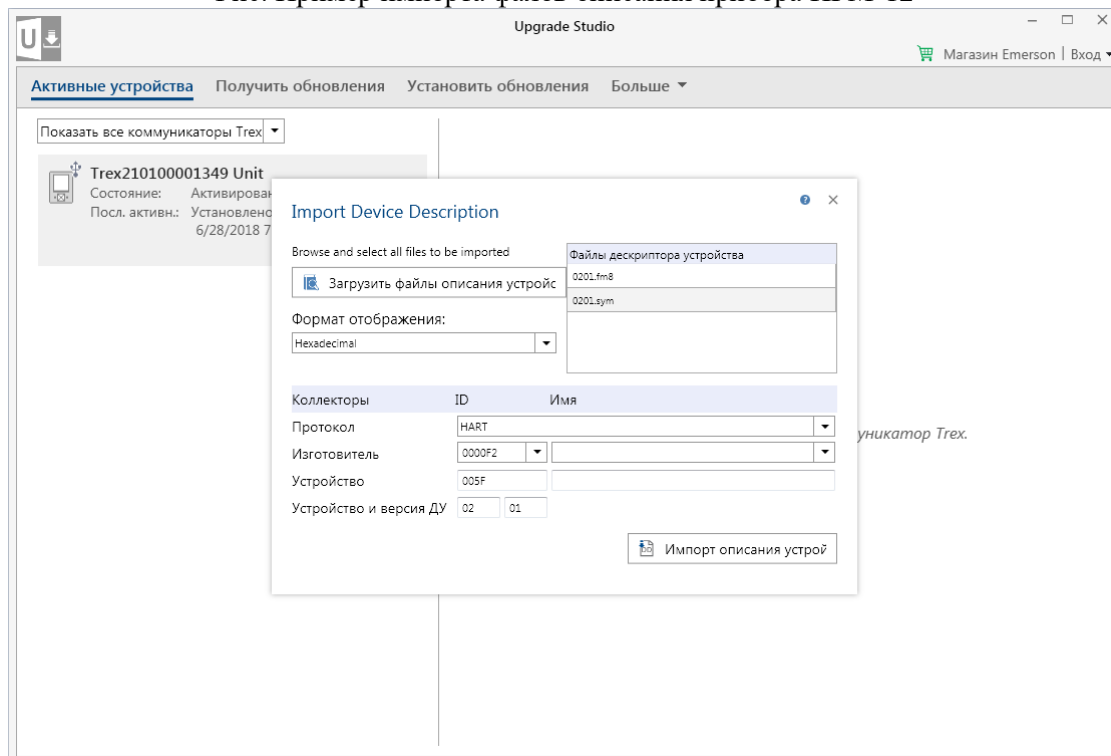 Upgrade Studio
Магазин Emerson | Вход
Активные устройства Получить обновления Установить обновления Больше
Показать все коммуникаторы Trex
Trex210100001349 Unit
Состояние: Активирован
Посл. активн.: Установлено
6/28/2018 7
Import Device Description
Browse and select all files to be imported
Загрузить файлы описания устройс
Файлы дескриптора устройства
0201.fm8
0201.sym
Формат отображения:
Hexadecimal
Коллекторы ID Имя
Протокол HART
Изготовитель 0000F2
Устройство 005F
Устройство и версия ДУ 02 01
Импорт описания устрой
уникатор Trex.